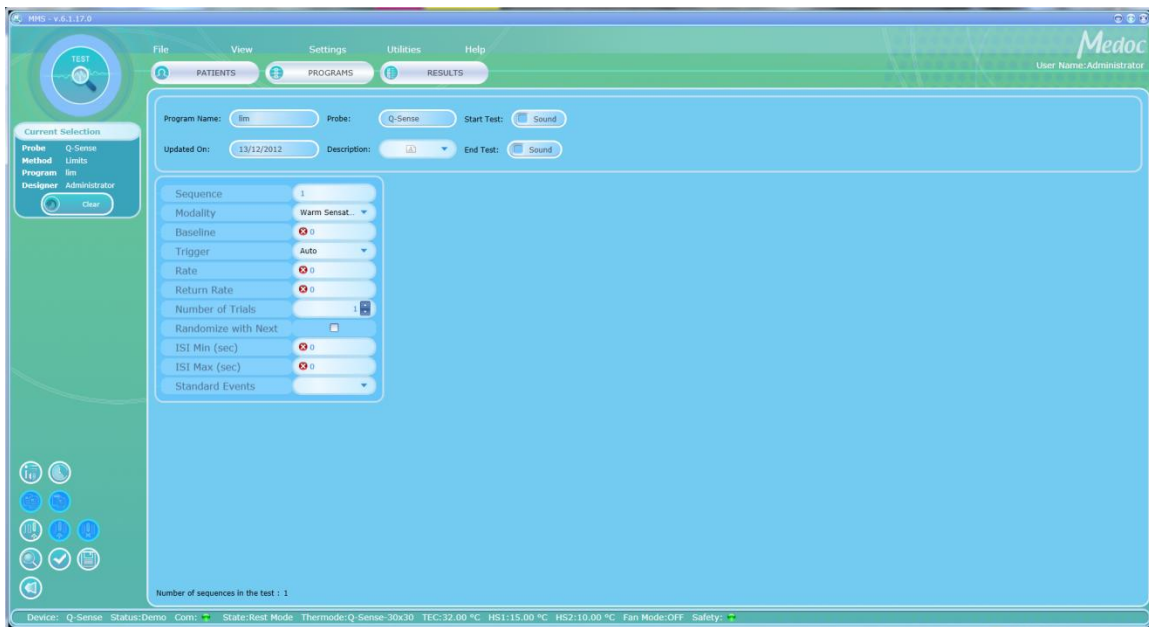 MMS - v.6.1.17.0
File View Settings Utilities Help
Medoc
TEST
PATIENTS PROGRAMS RESULTS
User Name:Administrator
Program Name: lim Probe: Q-Sense Start Test: Sound
Updated On: 13/12/2012 Description: End Test: Sound
Current Selection
Probe Q-Sense
Method Limits
Program lim
Designer Administrator
Clear
Sequence 1
Modality Warm Sensat...
Baseline 0
Trigger Auto
Rate 0
Return Rate 0
Number of Trials 1
Randomize with Next
ISI Min (sec) 0
ISI Max (sec) 0
Standard Events
Number of sequences in the test : 1
Device: Q-Sense Status:Demo Com: State:Rest Mode Thermode:Q-Sense-30x30 TEC:32.00 °C HS1:15.00 °C HS2:10.00 °C Fan Mode:OFF Safety: